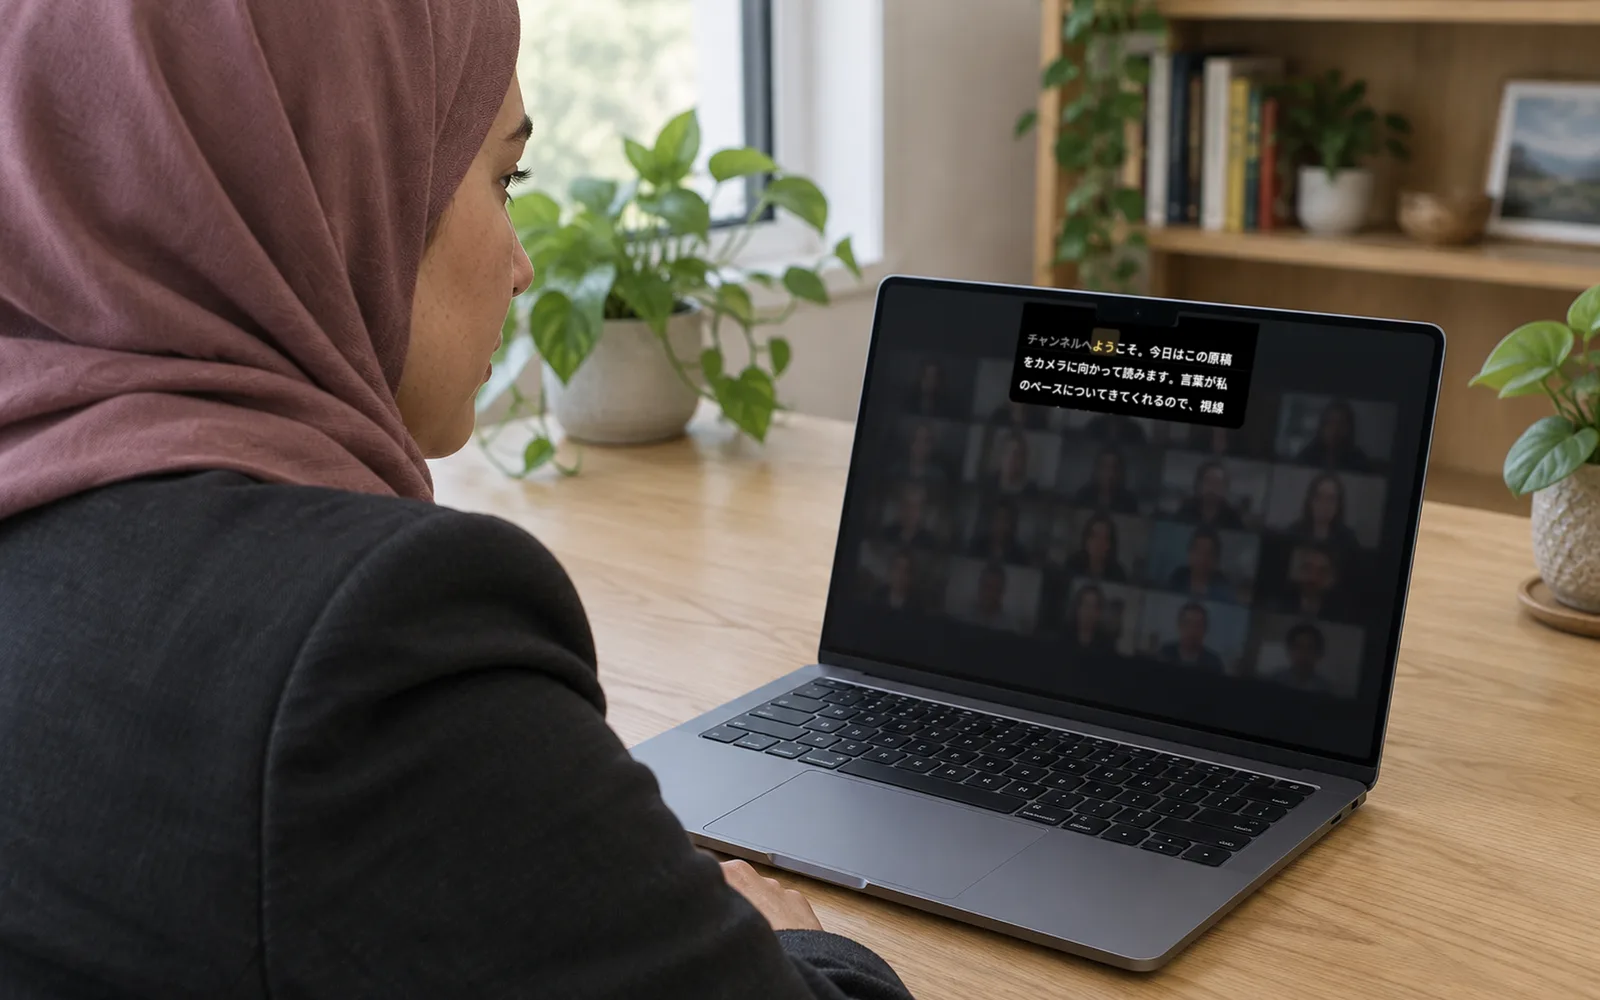 チャンネルへようこそ。今日はこの原稿
をカメラに向かって読みます。言葉が私
のペースについてきてくれるので、視線